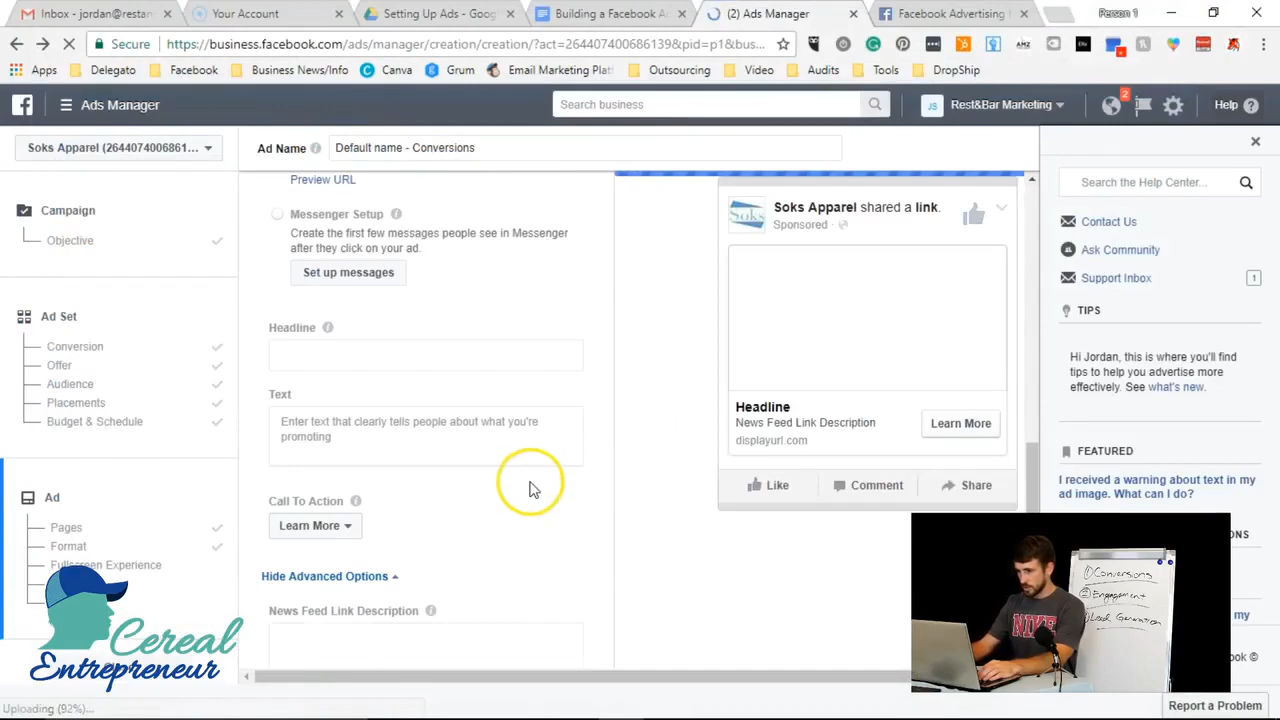 Inbox - jordan@restan
Your Account
Setting Up Ads - Goog
Building a Facebook A
(2) Ads Manager
Facebook Advertising
Person 1
Secure
https://business.facebook.com/ads/manager/creation/creation/?act=264407400686139&pid=p1&bus...
Apps
Delegato
Facebook
Business News/Info
Canva
Grum
Email Marketing Plat
Outsourcing
Video
Audits
Tools
DropShip
Ads Manager
Search business
JS
Rest&Bar Marketing
2
Help
Soks Apparel (2644074006861...
Ad Name
Default name - Conversions
Campaign
Objective
Ad Set
Conversion
Offer
Audience
Placements
Budget & Schedule
Ad
Pages
Format
Fullscreen Experience
Preview URL
Messenger Setup
Create the first few messages people see in Messenger
after they click on your ad.
Set up messages
Headline
Text
Enter text that clearly tells people about what you're
promoting
Call To Action
Learn More
Hide Advanced Options
News Feed Link Description
Soks
Soks Apparel shared a link.
Sponsored
Headline
News Feed Link Description
displayurl.com
Learn More
Like
Comment
Share
Search the Help Center...
Contact Us
Ask Community
Support Inbox
1
TIPS
Hi Jordan, this is where you'll find
tips to help you advertise more
effectively. See what's new.
FEATURED
I received a warning about text in my
ad image. What can I do?
① Conversions
② Engagement
Lead Generation
my
Cereal
Entrepreneur
Uploading (92%)...
Report a Problem